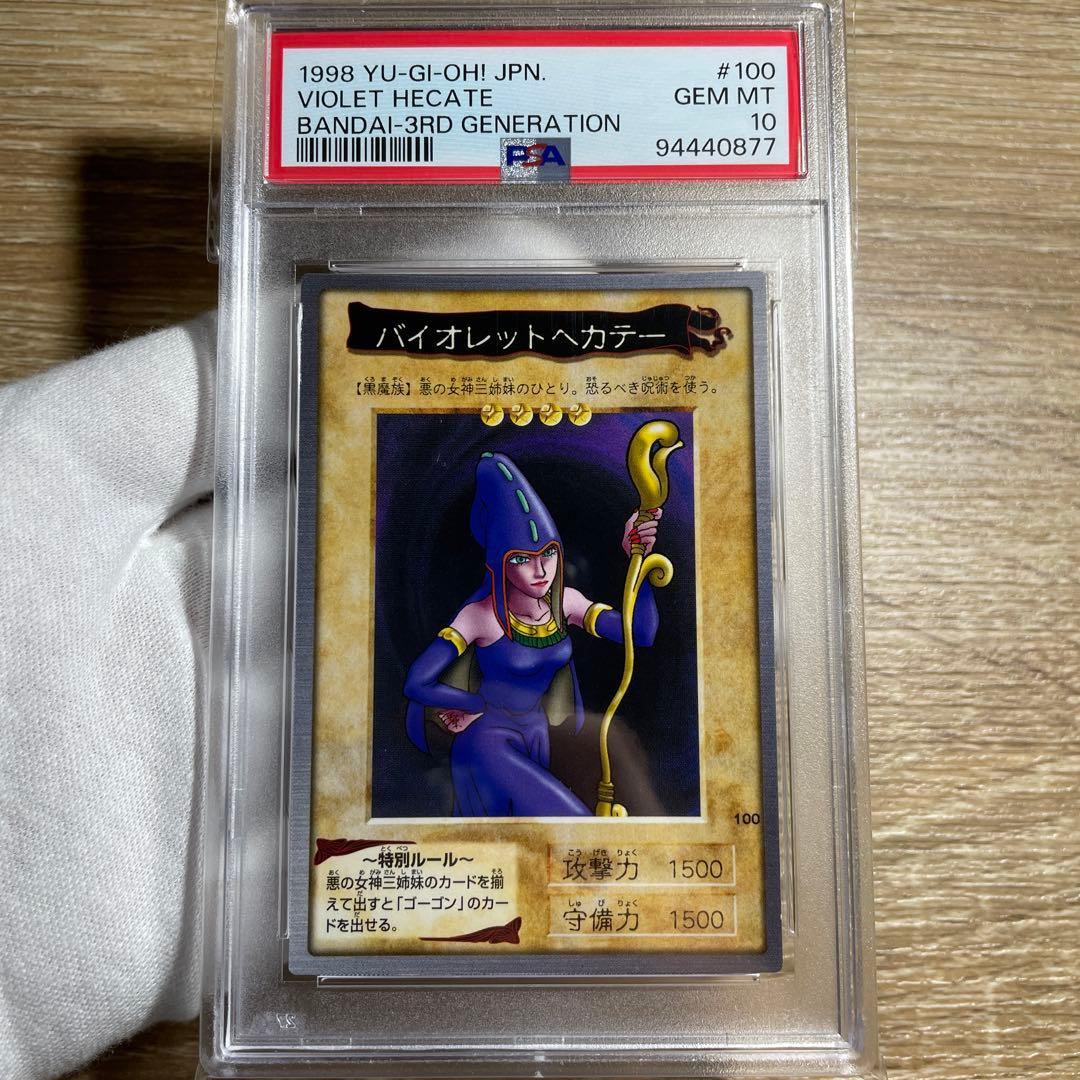 1998 YU-GI-OH! JPN. #100
VIOLET HECATE GEM MT
BANDAI-3RD GENERATION 10
PSA 94440877
バイオレットヘカテー
【黒魔族】悪の女神三姉妹のひとり。恐るべき呪術を使う。
100
～特別ルール～
悪の女神三姉妹のカードを揃
えて出すと「ゴーゴン」のカー
ドを出せる。
攻撃力 1500
守備力 1500